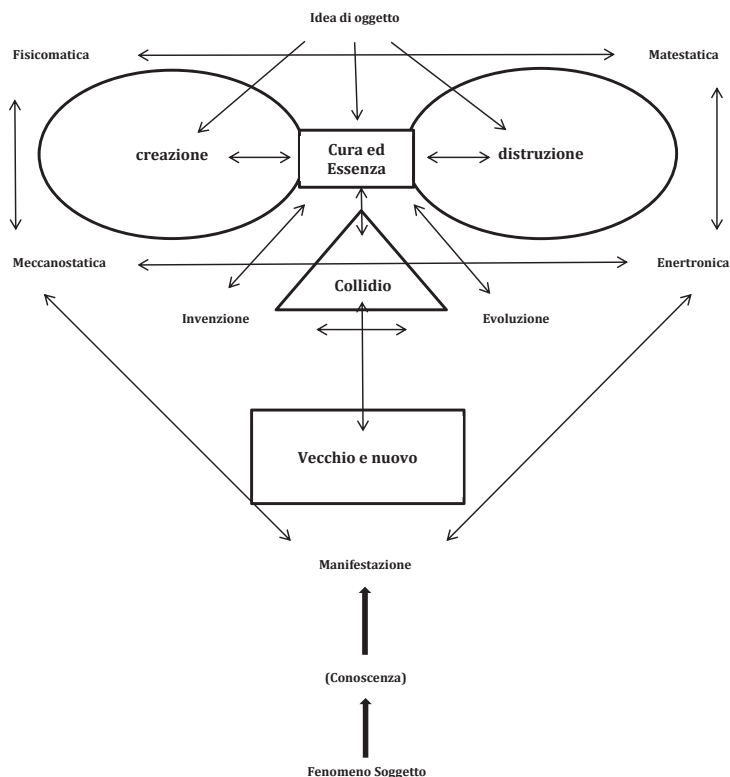 Idea di oggetto
Fisicomatica
Matestatica
creazione
Cura ed
Essenza
distruzione
Meccanostatica
Enertronica
Collidio
Invenzione
Evoluzione
Vecchio e nuovo
Manifestazione
(Conoscenza)
Fenomeno Soggetto